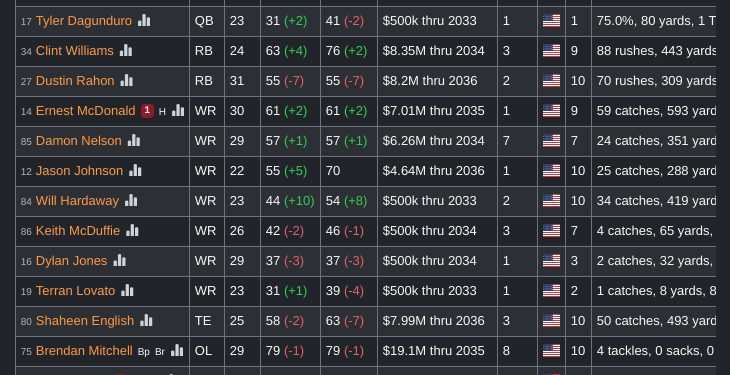 17 Tyler Dagunduro QB 23 31 (+2) 41 (-2) $500k thru 2033 1 1 75.0%, 80 yards, 1 T
34 Clint Williams RB 24 63 (+4) 76 (+2) $8.35M thru 2034 3 9 88 rushes, 443 yards
27 Dustin Rahon RB 31 55 (-7) 55 (-7) $8.2M thru 2036 2 10 70 rushes, 309 yards
14 Ernest McDonald 1 H WR 30 61 (+2) 61 (+2) $7.01M thru 2035 1 9 59 catches, 593 yard
85 Damon Nelson WR 29 57 (+1) 57 (+1) $6.26M thru 2034 7 7 24 catches, 351 yard
12 Jason Johnson WR 22 55 (+5) 70 $4.64M thru 2036 1 10 25 catches, 288 yard
84 Will Hardaway WR 23 44 (+10) 54 (+8) $500k thru 2033 2 10 34 catches, 419 yard
86 Keith McDuffie WR 26 42 (-2) 46 (-1) $500k thru 2034 3 7 4 catches, 65 yards,
16 Dylan Jones WR 29 37 (-3) 37 (-3) $500k thru 2034 1 3 2 catches, 32 yards,
19 Terran Lovato WR 23 31 (+1) 39 (-4) $500k thru 2033 1 2 1 catches, 8 yards, 8
80 Shaheen English TE 25 58 (-2) 63 (-7) $7.99M thru 2036 3 10 50 catches, 493 yard
75 Brendan Mitchell Bp Br OL 29 79 (-1) 79 (-1) $19.1M thru 2035 8 10 4 tackles, 0 sacks, 0